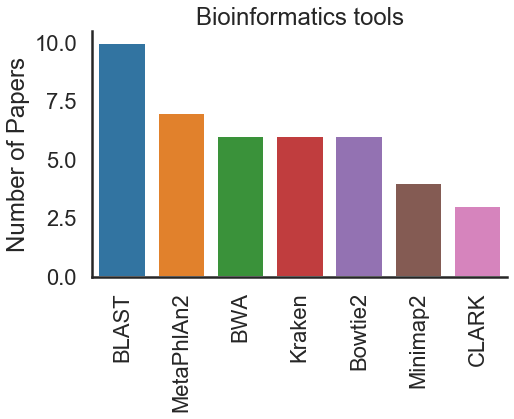 Bioinformatics tools
Number of Papers
10.0
7.5
5.0
2.5
0.0
BLAST
MetaPhlAn2
BWA
Kraken
Bowtie2
Minimap2
CLARK